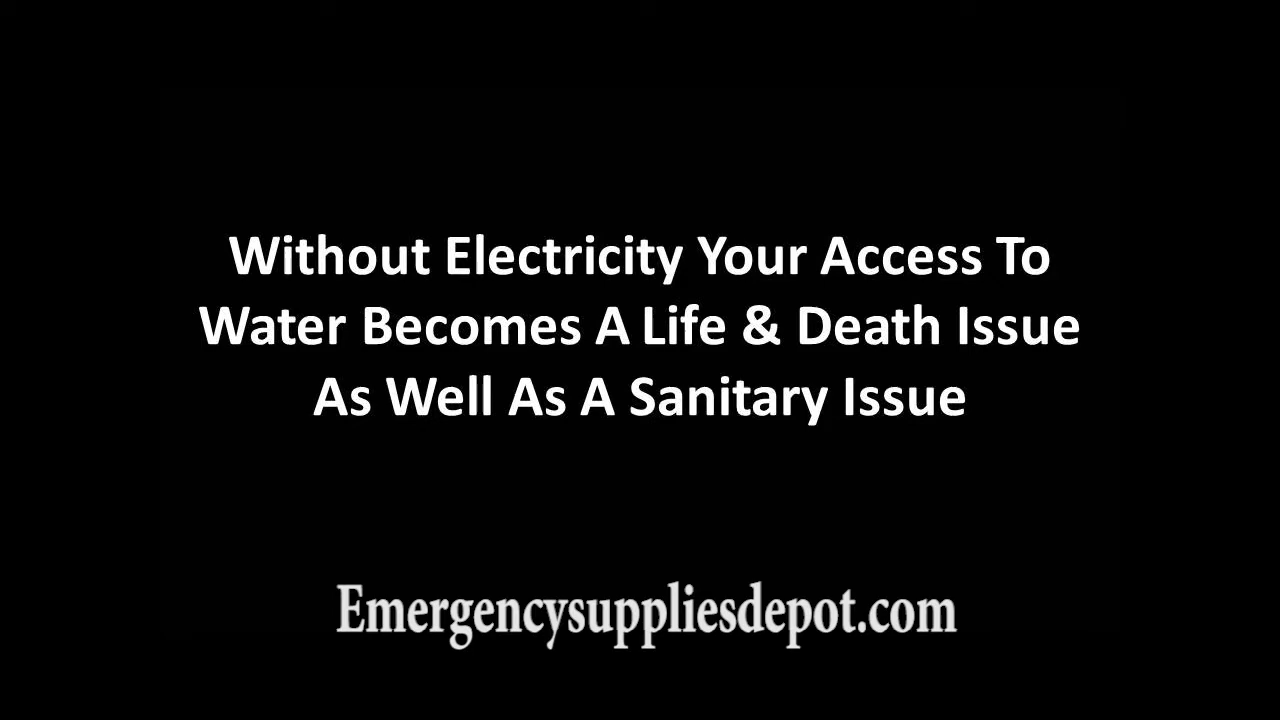 Without Electricity Your Access To
Water Becomes A Life & Death Issue
As Well As A Sanitary Issue
Emergencysuppliesdepot.com